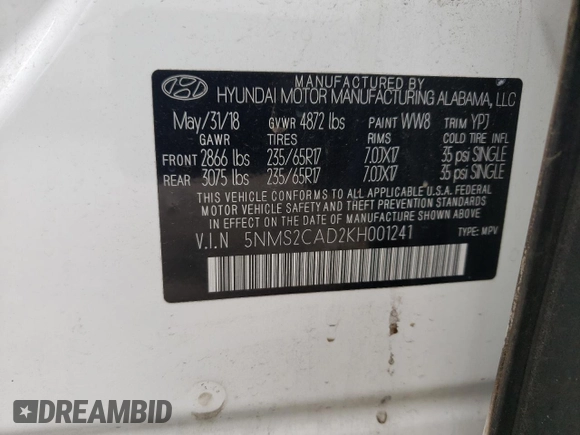 MANUFACTURED BY
HYUNDAI MOTOR MANUFACTURING ALABAMA, LLC
May/31/18 GVWR 4872 lbs PAINT WW8 TRIM YPJ
GAWR TIRES RIMS COLD TIRE INFL
FRONT 2866 lbs 235/65R17 7.0JX17 35 psi SINGLE
REAR 3075 lbs 235/65R17 7.0JX17 35 psi SINGLE
THIS VEHICLE CONFORMS TO ALL APPLICABLE U.S.A. FEDERAL
MOTOR VEHICLE SAFETY AND THEFT PREVENTION STANDARDS
IN EFFECT ON THE DATE OF MANUFACTURE SHOWN ABOVE.
V.I.N 5NMS2CAD2KH001241 TYPE: MPV
DREAMBID